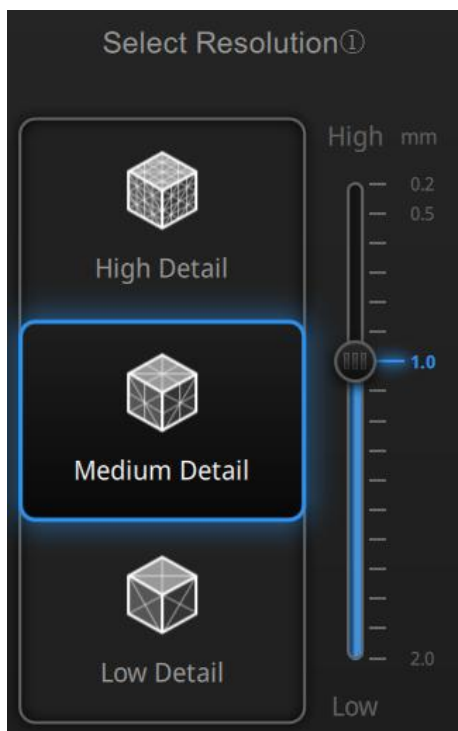 Select Resolution①
High mm
0.2
0.5
High Detail
1.0
Medium Detail
2.0
Low Detail
Low